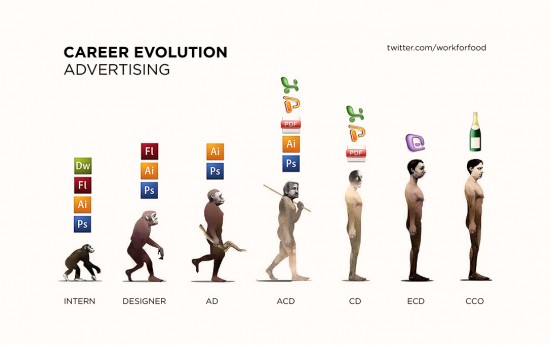 CAREER EVOLUTION
ADVERTISING
twitter.com/workforfood
Dw
Fl
Ai
Ps
Fl
Ai
Ps
Ai
Ps
PDF
Ai
Ps
PDF
INTERN
DESIGNER
AD
ACD
CD
ECD
CCO